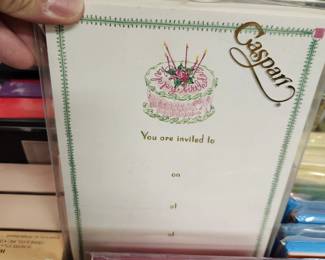 Caspari®
You are invited to
on
at
at